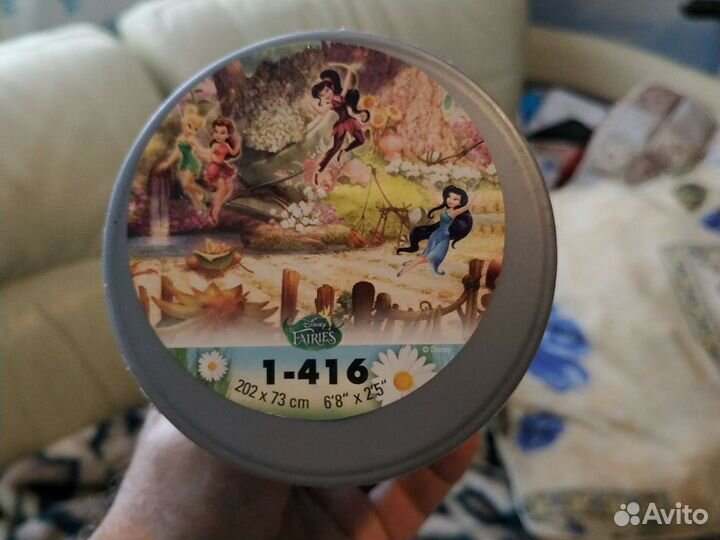 Disney
FAIRIES
© Disney
1-416
202 x 73 cm 6'8" x 2'5"
Avito